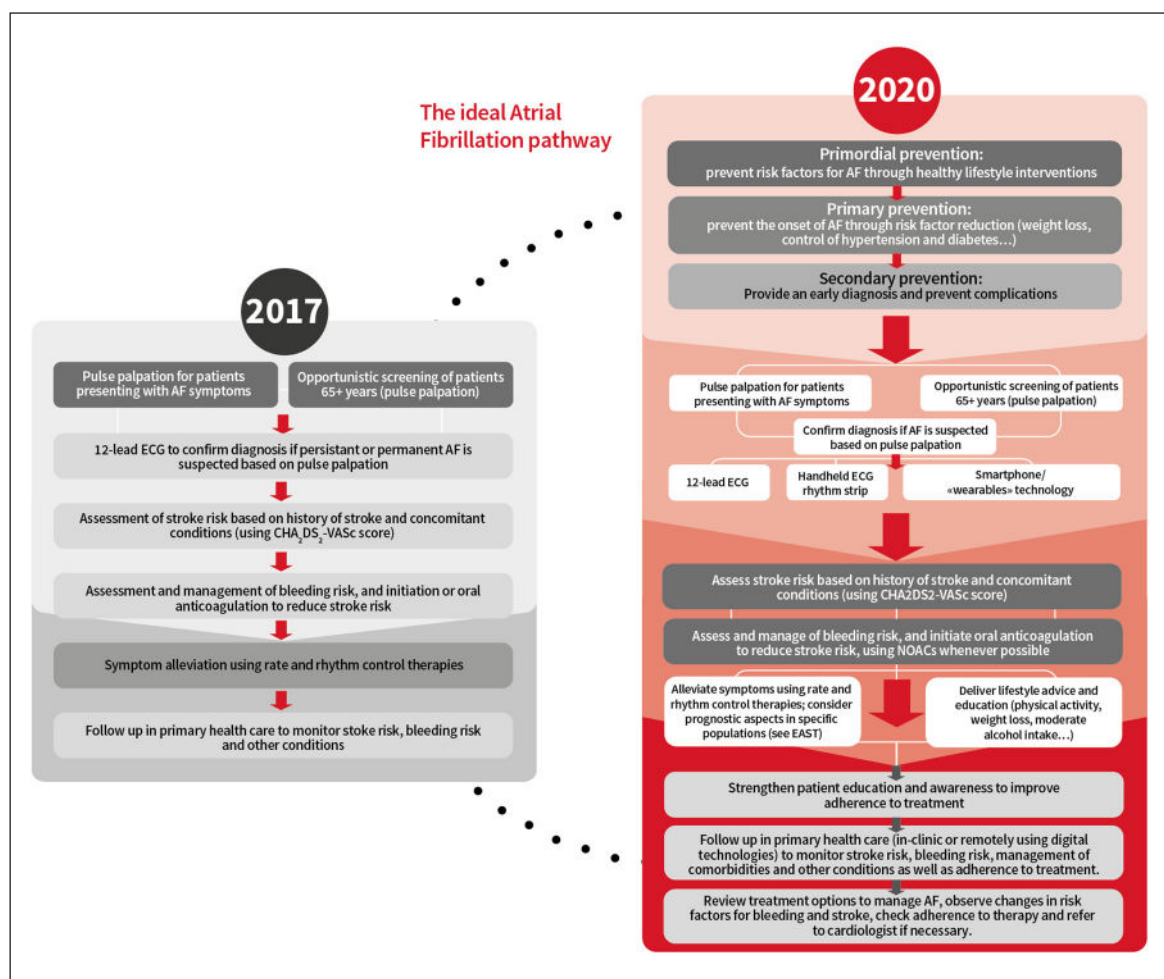 The ideal Atrial
Fibrillation pathway
2017
Pulse palpation for patients
presenting with AF symptoms
Opportunistic screening of patients
65+ years (pulse palpation)
12-lead ECG to confirm diagnosis if persistant or permanent AF is
suspected based on pulse palpation
Assessment of stroke risk based on history of stroke and concomitant
conditions (using CHA₂DS₂-VASc score)
Assessment and management of bleeding risk, and initiation or oral
anticoagulation to reduce stroke risk
Symptom alleviation using rate and rhythm control therapies
Follow up in primary health care to monitor stoke risk, bleeding risk
and other conditions
2020
Primordial prevention:
prevent risk factors for AF through healthy lifestyle interventions
Primary prevention:
prevent the onset of AF through risk factor reduction (weight loss,
control of hypertension and diabetes...)
Secondary prevention:
Provide an early diagnosis and prevent complications
Pulse palpation for patients
presenting with AF symptoms
Opportunistic screening of patients
65+ years (pulse palpation)
Confirm diagnosis if AF is suspected
based on pulse palpation
12-lead ECG
Handheld ECG
rhythm strip
Smartphone/
«wearables» technology
Assess stroke risk based on history of stroke and concomitant
conditions (using CHA2DS2-VASc score)
Assess and manage of bleeding risk, and initiate oral anticoagulation
to reduce stroke risk, using NOACs whenever possible
Alleviate symptoms using rate and
rhythm control therapies; consider
prognostic aspects in specific
populations (see EAST)
Deliver lifestyle advice and
education (physical activity,
weight loss, moderate
alcohol intake...)
Strengthen patient education and awareness to improve
adherence to treatment
Follow up in primary health care (in-clinic or remotely using digital
technologies) to monitor stroke risk, bleeding risk, management of
comorbidities and other conditions as well as adherence to treatment.
Review treatment options to manage AF, observe changes in risk
factors for bleeding and stroke, check adherence to therapy and refer
to cardiologist if necessary.